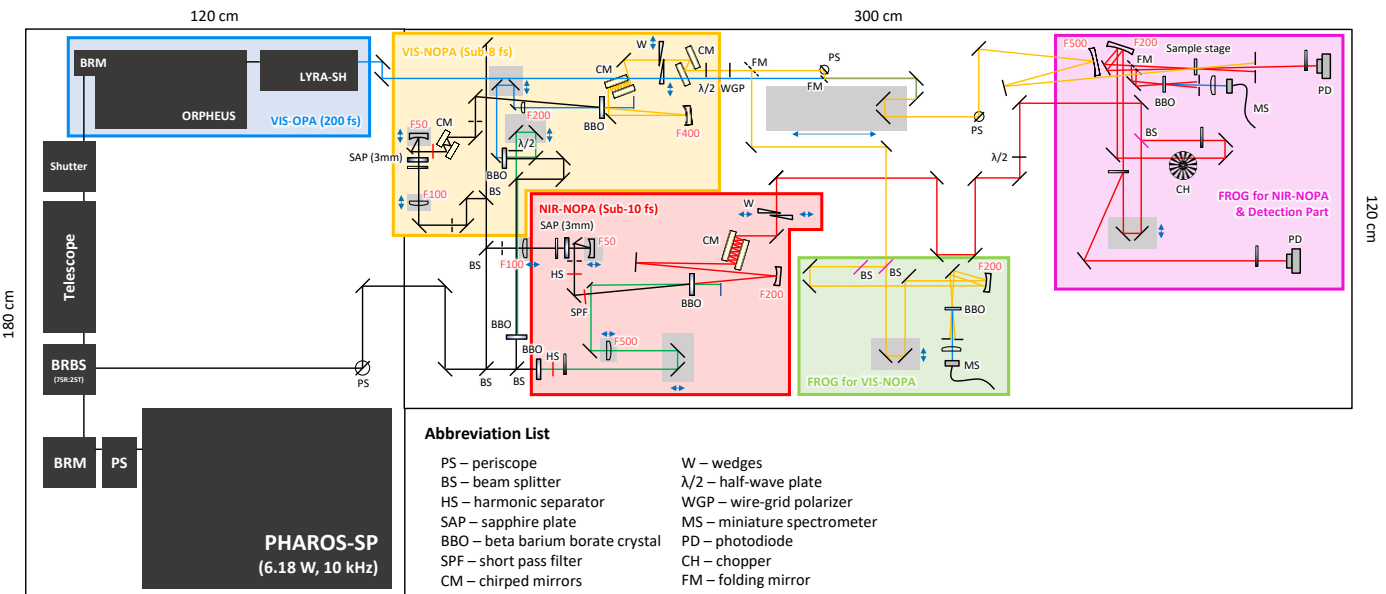 120 cm
300 cm
BRM
ORPHEUS
LYRA-SH
VIS-OPA (200 fs)
Shutter
Telescope
BRBS
(75R:25T)
BRM
PS
PHAROS-SP
(6.18 W, 10 kHz)
180 cm
PS
VIS-NOPA (Sub-8 fs)
W
CM
CM
λ/2
WGP
F50
CM
SAP (3mm)
F100
F200
λ/2
BBO
BBO
F400
BS
BS
FM
PS
FM
PS
λ/2
NIR-NOPA (Sub-10 fs)
SAP (3mm)
F50
F100
HS
SPF
CM
W
BBO
F200
BBO
BBO
HS
F500
BS
BS
BS
BS
F200
BBO
MS
FROG for VIS-NOPA
F500
F200
FM
Sample stage
BBO
MS
PD
BS
CH
FROG for NIR-NOPA
& Detection Part
PD
120 cm
Abbreviation List
PS – periscope
BS – beam splitter
HS – harmonic separator
SAP – sapphire plate
BBO – beta barium borate crystal
SPF – short pass filter
CM – chirped mirrors
W – wedges
λ/2 – half-wave plate
WGP – wire-grid polarizer
MS – miniature spectrometer
PD – photodiode
CH – chopper
FM – folding mirror